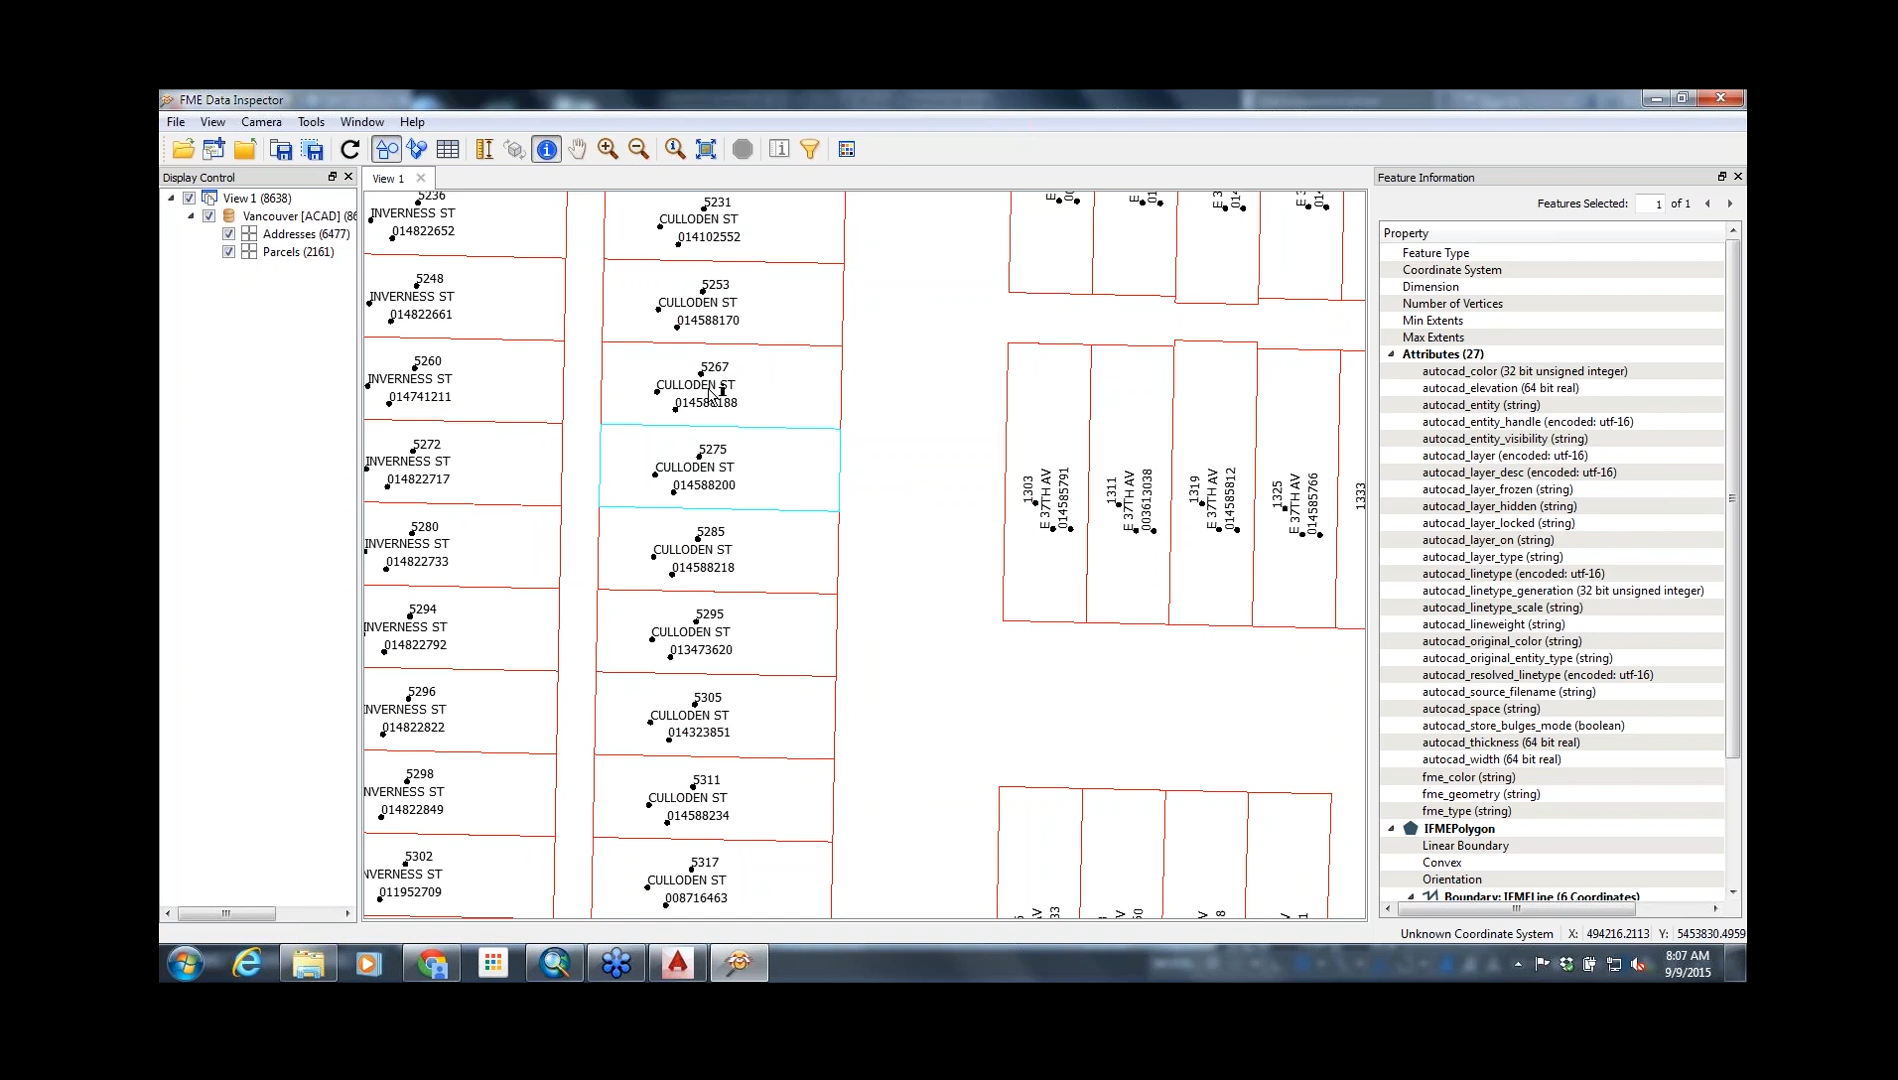 FME Data Inspector
File View Camera Tools Window Help
Display Control
View 1
Feature Information
View 1 (8638)
Vancouver [ACAD] (86
Addresses (6477)
Parcels (2161)
Features Selected: 1 of 1
5236
INVERNESS ST
014822652
5248
INVERNESS ST
014822661
5260
INVERNESS ST
014741211
5272
INVERNESS ST
014822717
5280
INVERNESS ST
014822733
5294
INVERNESS ST
014822792
5296
INVERNESS ST
014822822
5298
NVERNESS ST
014822849
5302
NVERNESS ST
011952709
5231
CULLODEN ST
014102552
5253
CULLODEN ST
014588170
5267
CULLODEN ST
014588188
5275
CULLODEN ST
014588200
5285
CULLODEN ST
014588218
5295
CULLODEN ST
013473620
5305
CULLODEN ST
014323851
5311
CULLODEN ST
014588234
5317
CULLODEN ST
008716463
1303
E 37TH AV
014585791
1311
E 37TH AV
003613038
1319
E 37TH AV
014585812
1325
E 37TH AV
014585766
1333
Property
Feature Type
Coordinate System
Dimension
Number of Vertices
Min Extents
Max Extents
Attributes (27)
autocad_color (32 bit unsigned integer)
autocad_elevation (64 bit real)
autocad_entity (string)
autocad_entity_handle (encoded: utf-16)
autocad_entity_visibility (string)
autocad_layer (encoded: utf-16)
autocad_layer_desc (encoded: utf-16)
autocad_layer_frozen (string)
autocad_layer_hidden (string)
autocad_layer_locked (string)
autocad_layer_on (string)
autocad_layer_type (string)
autocad_linetype (encoded: utf-16)
autocad_linetype_generation (32 bit unsigned integer)
autocad_linetype_scale (string)
autocad_lineweight (string)
autocad_original_color (string)
autocad_original_entity_type (string)
autocad_resolved_linetype (encoded: utf-16)
autocad_source_filename (string)
autocad_space (string)
autocad_store_bulges_mode (boolean)
autocad_thickness (64 bit real)
autocad_width (64 bit real)
fme_color (string)
fme_geometry (string)
fme_type (string)
IFMEPolygon
Linear Boundary
Convex
Orientation
Boundary: IFMELine (6 Coordinates)
Unknown Coordinate System X: 494216.2113 Y: 5453830.4959
8:07 AM
9/9/2015